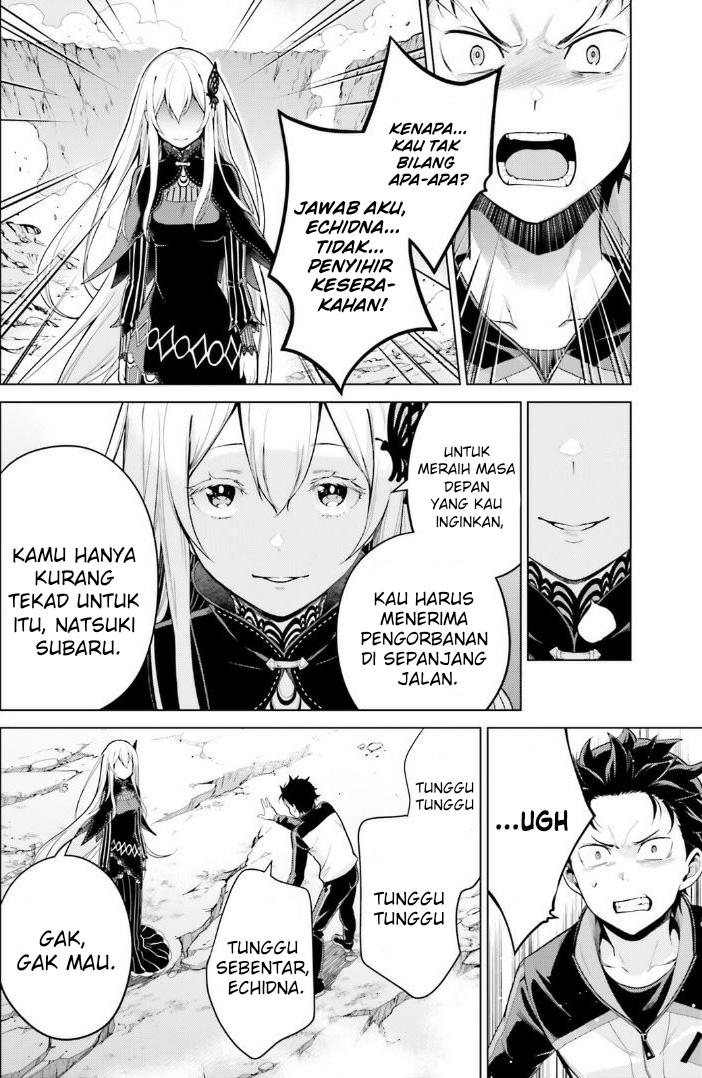 KENAPA...
KAU TAK
BILANG
APA-APA?
JAWAB AKU,
ECHIDNA...
TIDAK...
PENYIHIR
KESERA-
KAHAN!
UNTUK
MERAIH MASA
DEPAN
YANG KAU
INGINKAN,
KAU HARUS
MENERIMA
PENGORBANAN
DI SEPANJANG
JALAN.
KAMU HANYA
KURANG
TEKAD UNTUK
ITU, NATSUKI
SUBARU.
...UGH
TUNGGU
TUNGGU
TUNGGU
TUNGGU
TUNGGU
SEBENTAR,
ECHIDNA.
GAK,
GAK MAU.